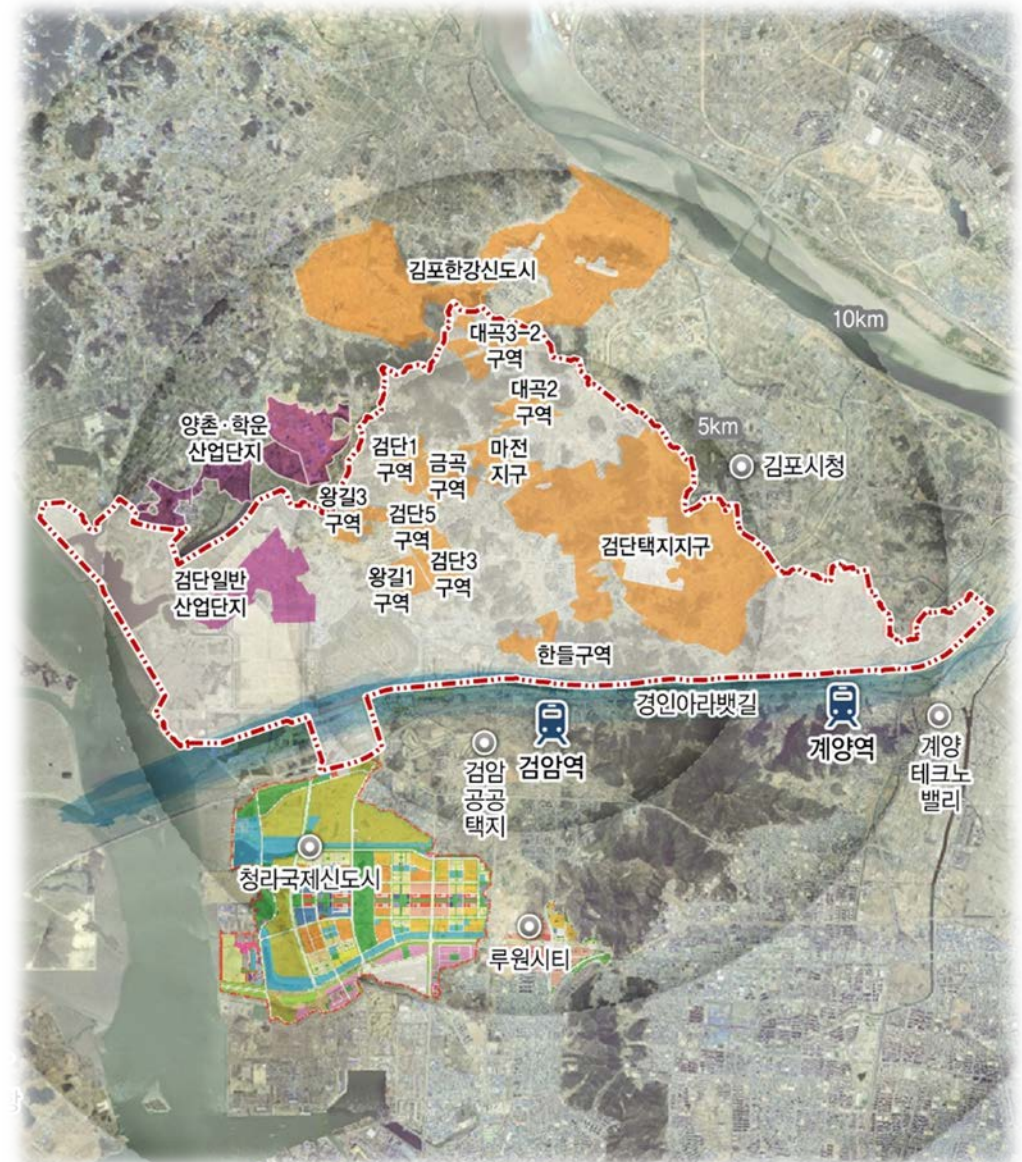 김포한강신도시
10km
대곡3-2
구역
대곡2
구역
5km
양촌·학운
산업단지
검단1
구역
금곡
구역
마전
지구
김포시청
왕길3
구역
검단5
구역
검단택지지구
검단3
구역
왕길1
구역
검단일반
산업단지
한들구역
경인아라뱃길
검암역
계양역
검암
공공
택지
계양
테크노
밸리
청라국제신도시
루원시티